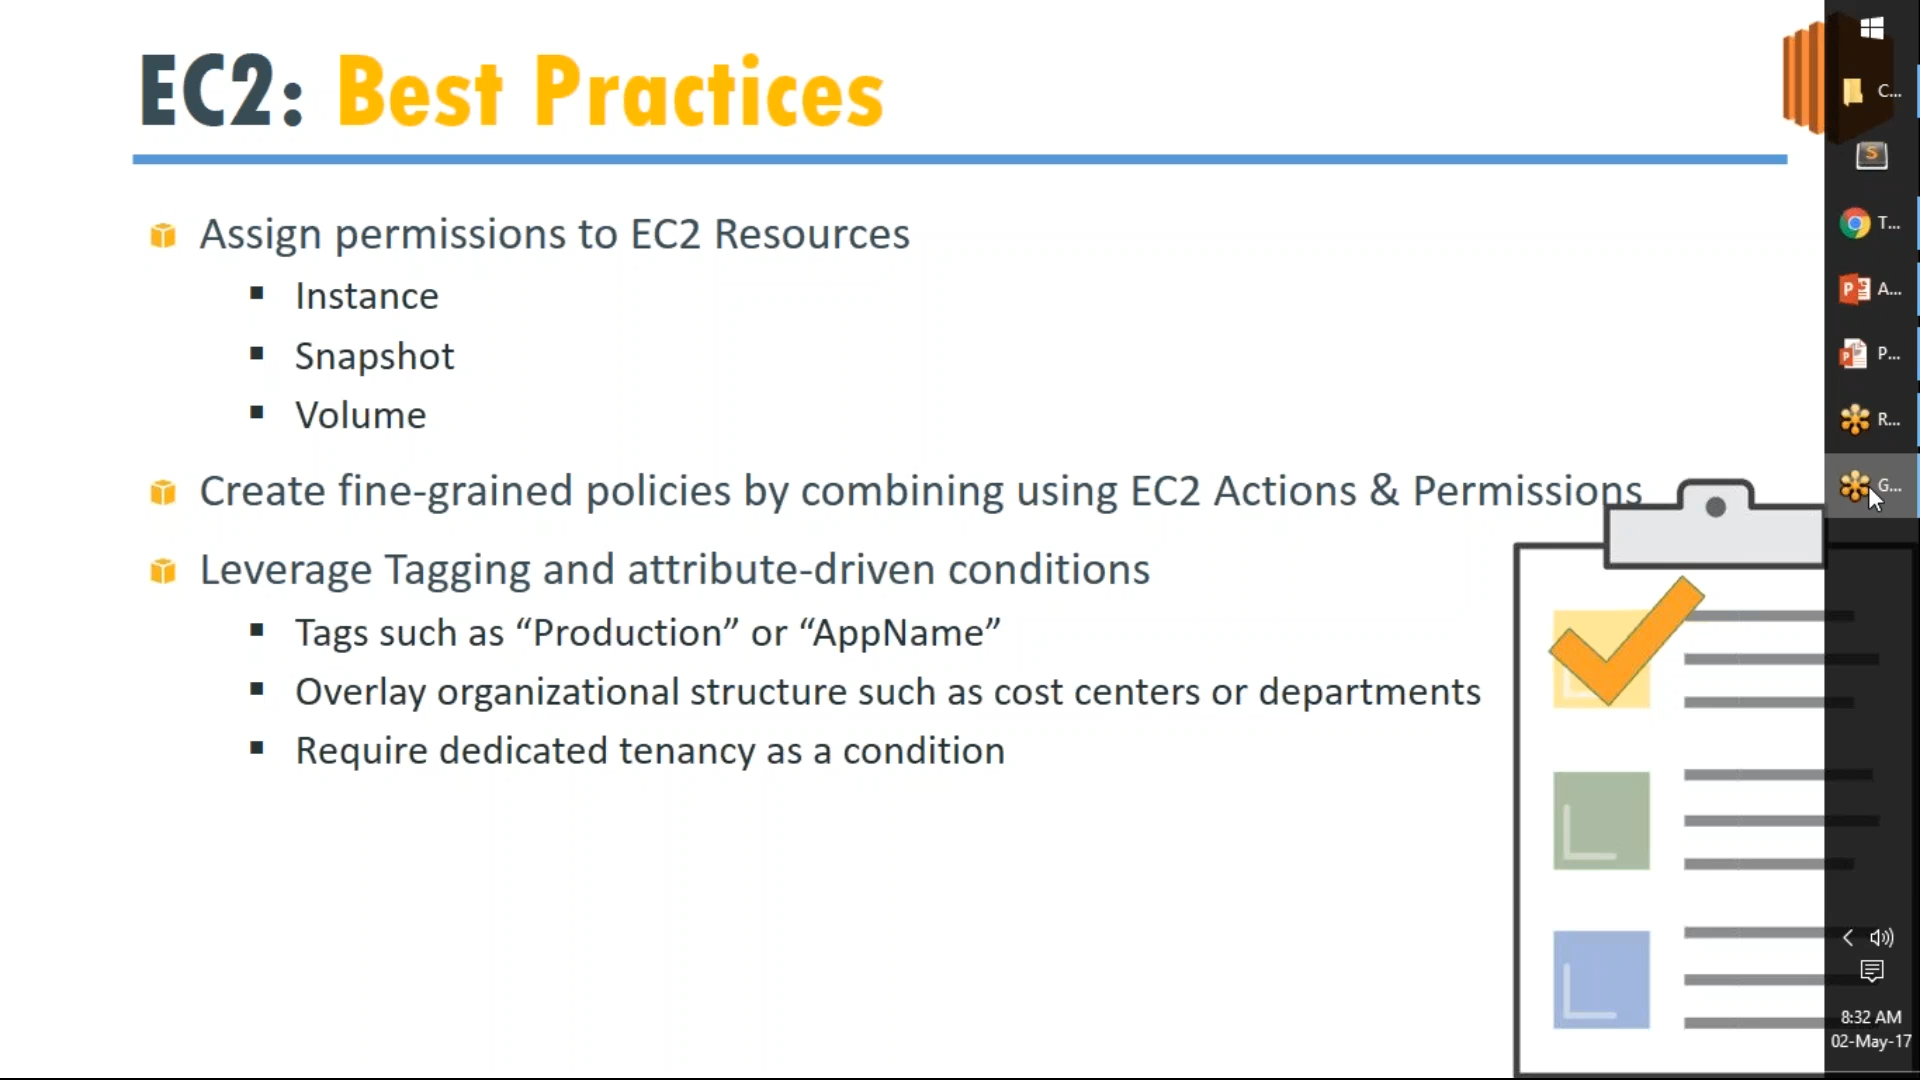 EC2: Best Practices
Assign permissions to EC2 Resources
Instance
Snapshot
Volume
Create fine-grained policies by combining using EC2 Actions & Permissions
Leverage Tagging and attribute-driven conditions
Tags such as “Production” or “AppName”
Overlay organizational structure such as cost centers or departments
Require dedicated tenancy as a condition
C...
S
T...
P A...
P P...
R...
G...
8:32 AM
02-May-17